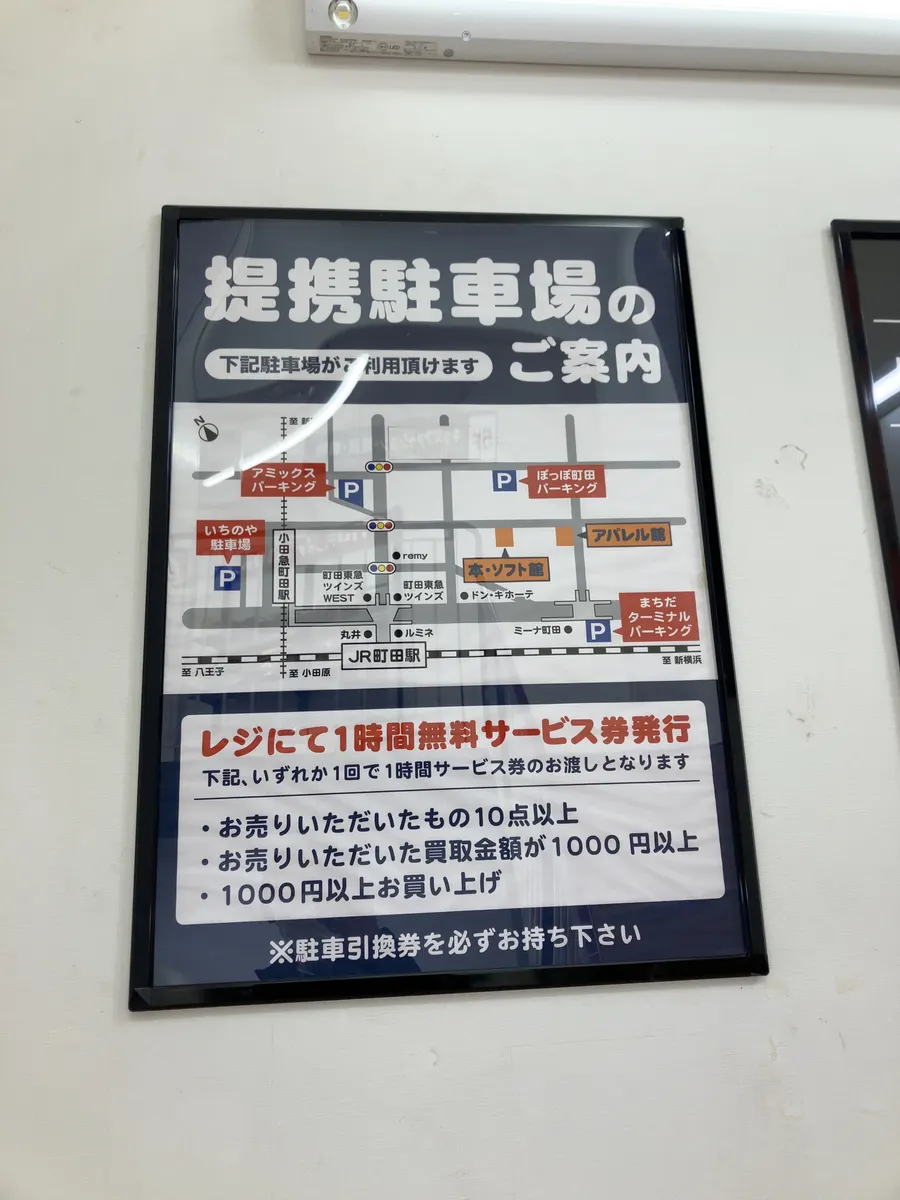 提携駐車場の
ご案内
下記駐車場がご利用頂けます
N
至 新
アミックス
パーキング
P
P
ぽっぽ町田
パーキング
いちのや
駐車場
P
小田急町田駅
remy
アパレル館
本・ソフト館
町田東急
ツインズ
WEST
町田東急
ツインズ
ドン・キホーテ
まちだ
ターミナル
パーキング
P
丸井
ルミネ
ミーナ町田
JR町田駅
至 八王子
至 小田原
至 新横浜
レジにて1時間無料サービス券発行
下記、いずれか1回で1時間サービス券のお渡しとなります
・お売りいただいたもの10点以上
・お売りいただいた買取金額が1000円以上
・1000円以上お買い上げ
※駐車引換券を必ずお持ち下さい